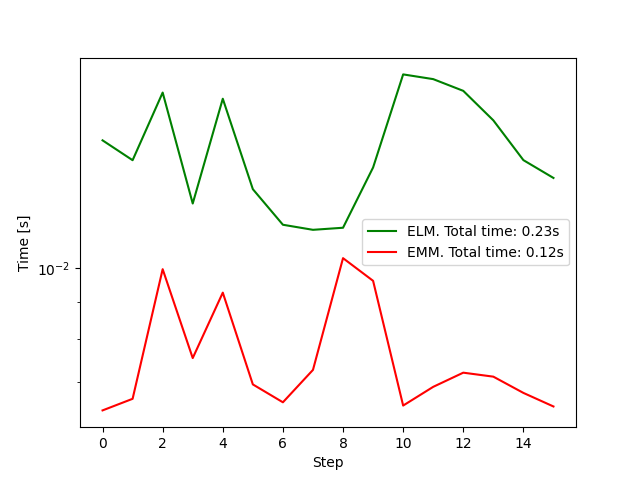 Time [s]
10⁻²
ELM. Total time: 0.23s
EMM. Total time: 0.12s
0 2 4 6 8 10 12 14
Step